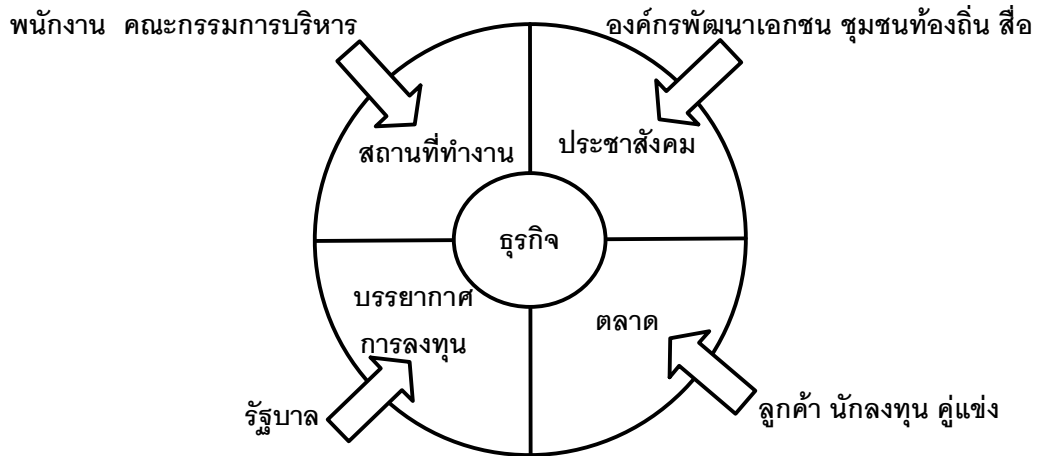 พนักงาน คณะกรรมการบริหาร
องค์กรพัฒนาเอกชน ชุมชนท้องถิ่น สื่อ
สถานที่ทำงาน
ประชาสังคม
ธุรกิจ
บรรยากาศ
การลงทุน
ตลาด
รัฐบาล
ลูกค้า นักลงทุน คู่แข่ง